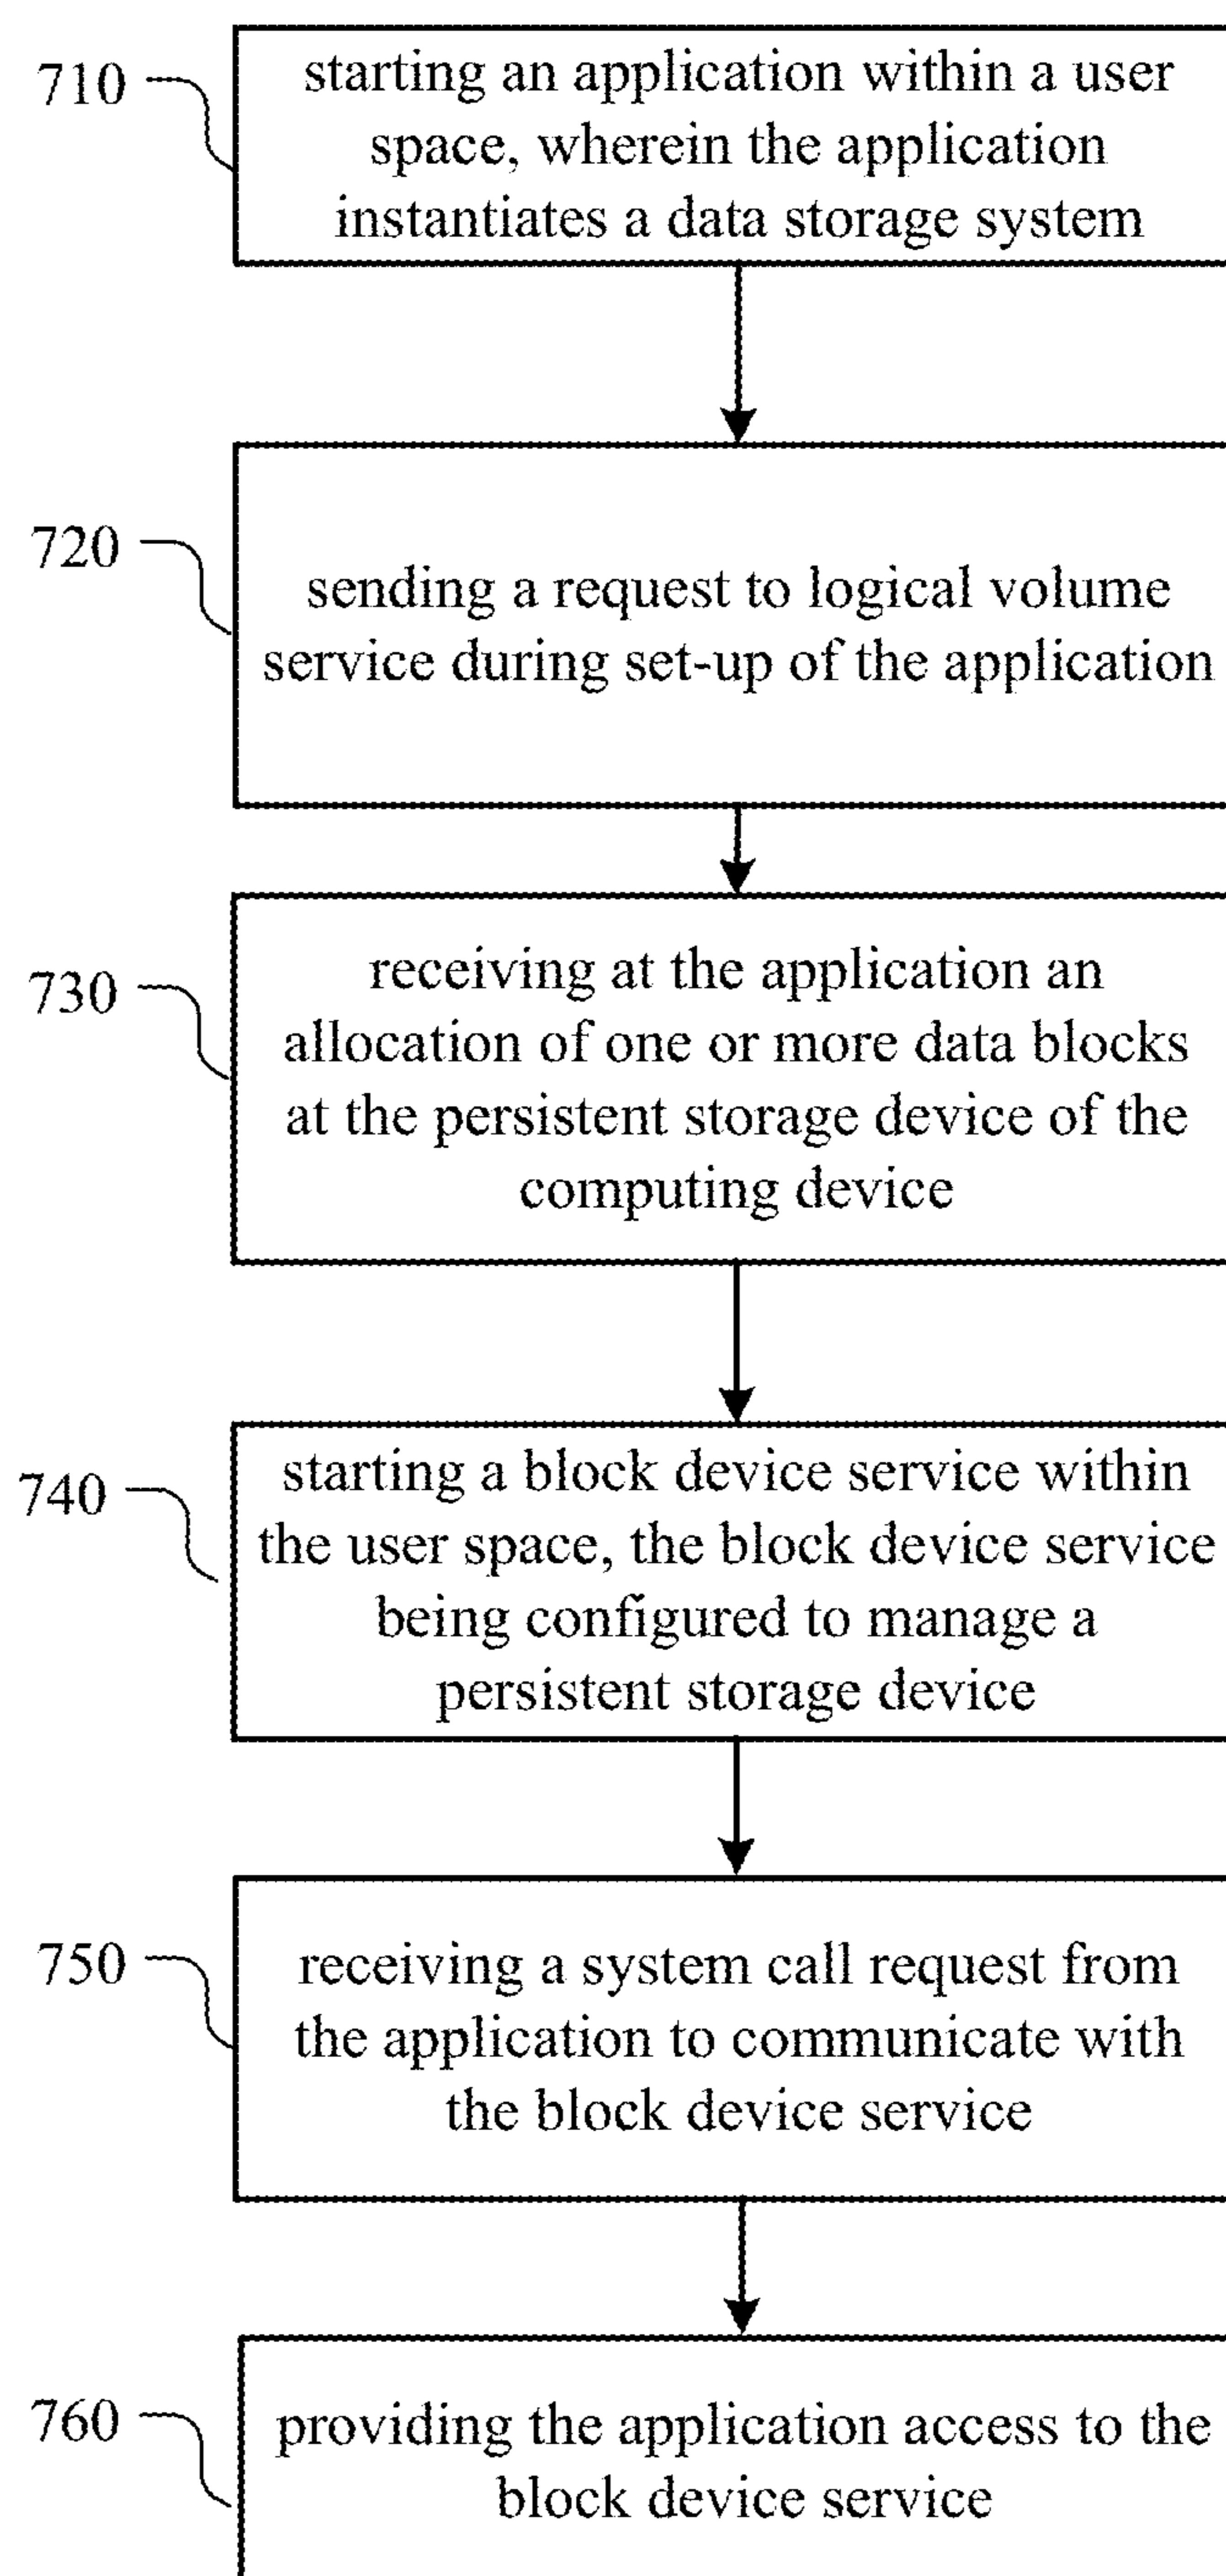 710
starting an application within a user
space, wherein the application
instantiates a data storage system
720
sending a request to logical volume
service during set-up of the application
730
receiving at the application an
allocation of one or more data blocks
at the persistent storage device of the
computing device
740
starting a block device service within
the user space, the block device service
being configured to manage a
persistent storage device
750
receiving a system call request from
the application to communicate with
the block device service
760
providing the application access to the
block device service